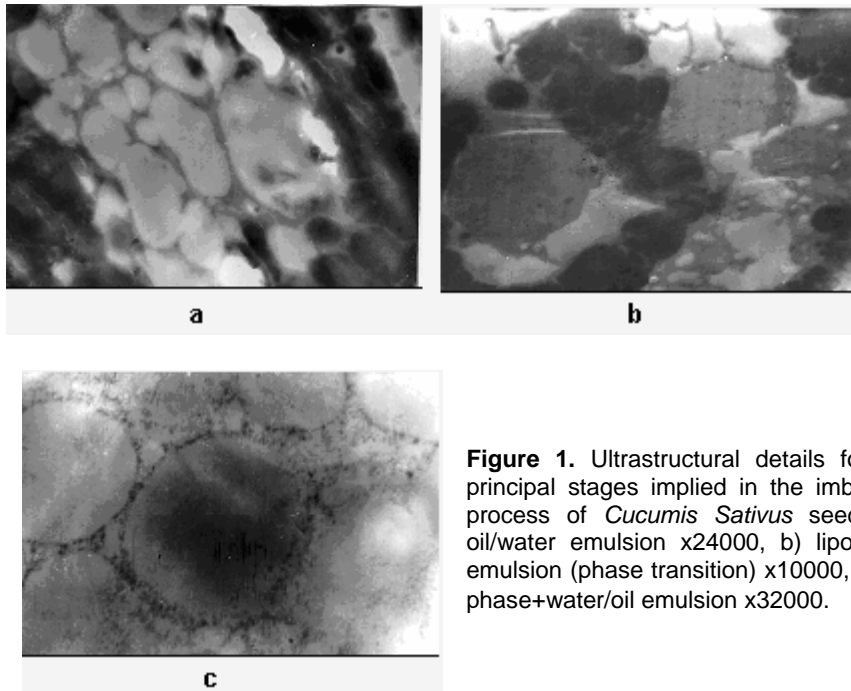 a
b
c
Figure 1. Ultrastructural details fo
principal stages implied in the imb
process of Cucumis Sativus seed
oil/water emulsion x24000, b) lipo
emulsion (phase transition) x10000,
phase+water/oil emulsion x32000.